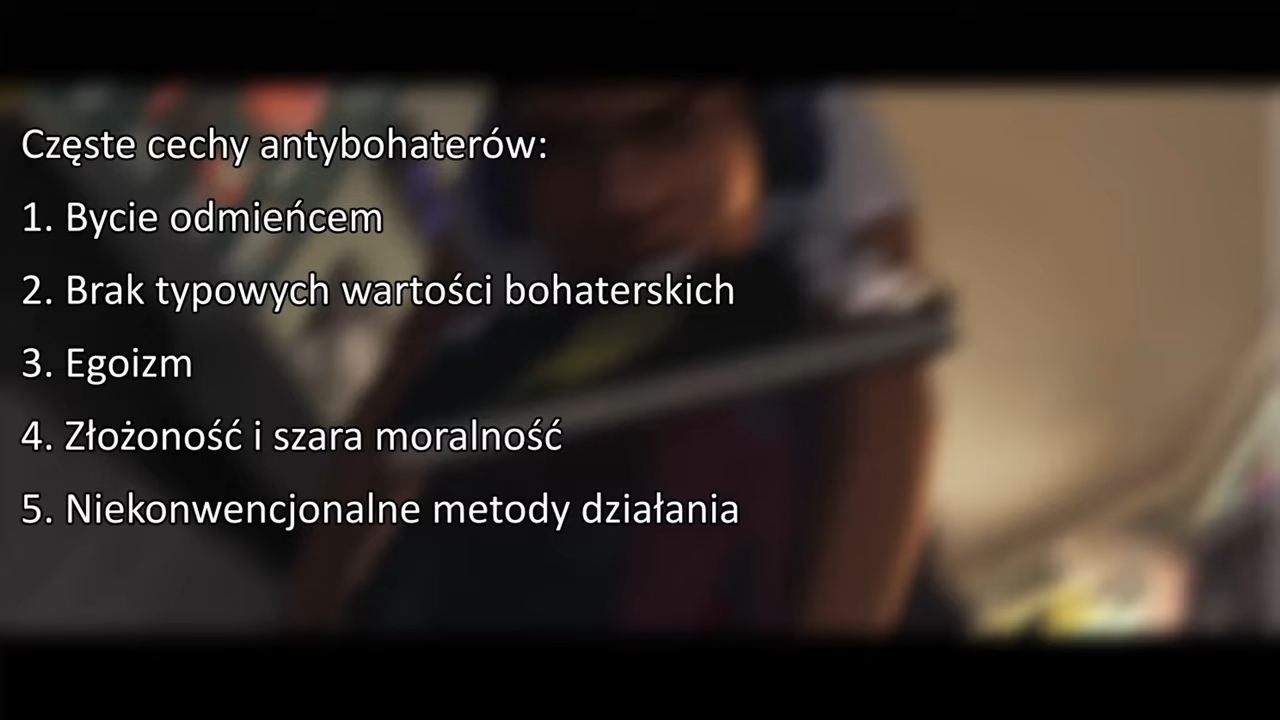 Częste cechy antybohaterów:
1. Bycie odmieńcem
2. Brak typowych wartości bohaterskich
3. Egoizm
4. Złożoność i szara moralność
5. Niekonwencjonalne metody działania